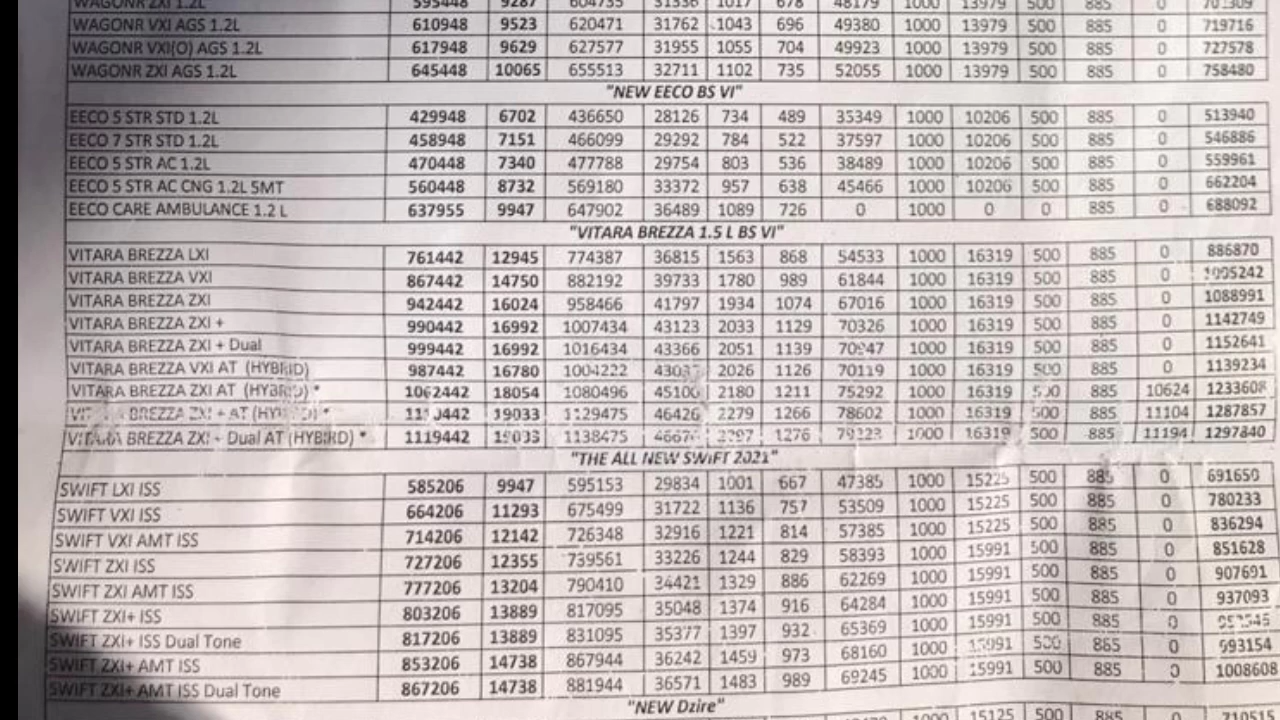 WAGONR ZXI 1.2L 595448 9287 604735 31336 1017 678 48179 1000 13979 500 885 0 701309
WAGONR VXI AGS 1.2L 610948 9523 620471 31762 1043 696 49380 1000 13979 500 885 0 719716
WAGONR VXI(O) AGS 1.2L 617948 9629 627577 31955 1055 704 49923 1000 13979 500 885 0 727578
WAGONR ZXI AGS 1.2L 645448 10065 655513 32711 1102 735 52055 1000 13979 500 885 0 758480
"NEW EECO BS VI"
EECO 5 STR STD 1.2L 429948 6702 436650 28126 734 489 35349 1000 10206 500 885 0 513940
EECO 7 STR STD 1.2L 458948 7151 466099 29292 784 522 37597 1000 10206 500 885 0 546886
EECO 5 STR AC 1.2L 470448 7340 477788 29754 803 536 38489 1000 10206 500 885 0 559961
EECO 5 STR AC CNG 1.2L 5MT 560448 8732 569180 33372 957 638 45466 1000 10206 500 885 0 662204
EECO CARE AMBULANCE 1.2 L 637955 9947 647902 36489 1089 726 0 1000 0 0 885 0 688092
"VITARA BREZZA 1.5 L BS VI"
VITARA BREZZA LXI 761442 12945 774387 36815 1563 868 54533 1000 16319 500 885 0 886870
VITARA BREZZA VXI 867442 14750 882192 39733 1780 989 61844 1000 16319 500 885 0
VITARA BREZZA ZXI 942442 16024 958466 41797 1934 1074 67016 1000 16319 500 885 0 1088991
VITARA BREZZA ZXI + 990442 16992 1007434 43123 2033 1129 70326 1000 16319 500 885 0 1142749
VITARA BREZZA ZXI + Dual 999442 16992 1016434 43366 2051 1139 70947 1000 16319 500 885 0 1152641
VITARA BREZZA VXI AT (HYBRID) 987442 16780 1004222 2026 1126 70119 1000 16319 500 885 0 1139234
VITARA BREZZA ZXI AT (HYBRID) * 1062442 18054 1080496 45100 2180 1211 75292 1000 16319 500 885 10624 1233608
BREZZA ZXI + AT (HYBRID) * 1110442 19033 1129475 46426 2279 1266 78602 1000 16319 500 885 11104 1287857
VITARA BREZZA ZXI + Dual AT (HYBIRD) * 1119442 19033 1138475 1276 1000 16319 500 885 11194 1297840
"THE ALL NEW SWIFT 2021"
SWIFT LXI ISS 585206 9947 595153 29834 1001 667 47385 1000 15225 500 885 0 691650
SWIFT VXI ISS 664206 11293 675499 31722 1136 757 53509 1000 15225 500 885 0 780233
SWIFT VXI AMT ISS 714206 12142 726348 32916 1221 814 57385 1000 15225 500 885 0 836294
SWIFT ZXI ISS 727206 12355 739561 33226 1244 829 58393 1000 15991 500 885 0 851628
SWIFT ZXI AMT ISS 777206 13204 790410 34421 1329 886 62269 1000 15991 500 885 0 907691
SWIFT ZXI+ ISS 803206 13889 817095 35048 1374 916 64284 1000 15991 500 885 0 937093
SWIFT ZXI+ ISS Dual Tone 817206 13889 831095 35377 1397 932 65369 1000 15991 500 885 0
SWIFT ZXI+ AMT ISS 853206 14738 867944 36242 1459 973 68160 1000 15991 500 885 0 993154
SWIFT ZXI+ AMT ISS Dual Tone 867206 14738 881944 36571 1483 989 69245 1000 15991 500 885 0 1008608
"NEW Dzire"
1000 15125 500 885 0 710515